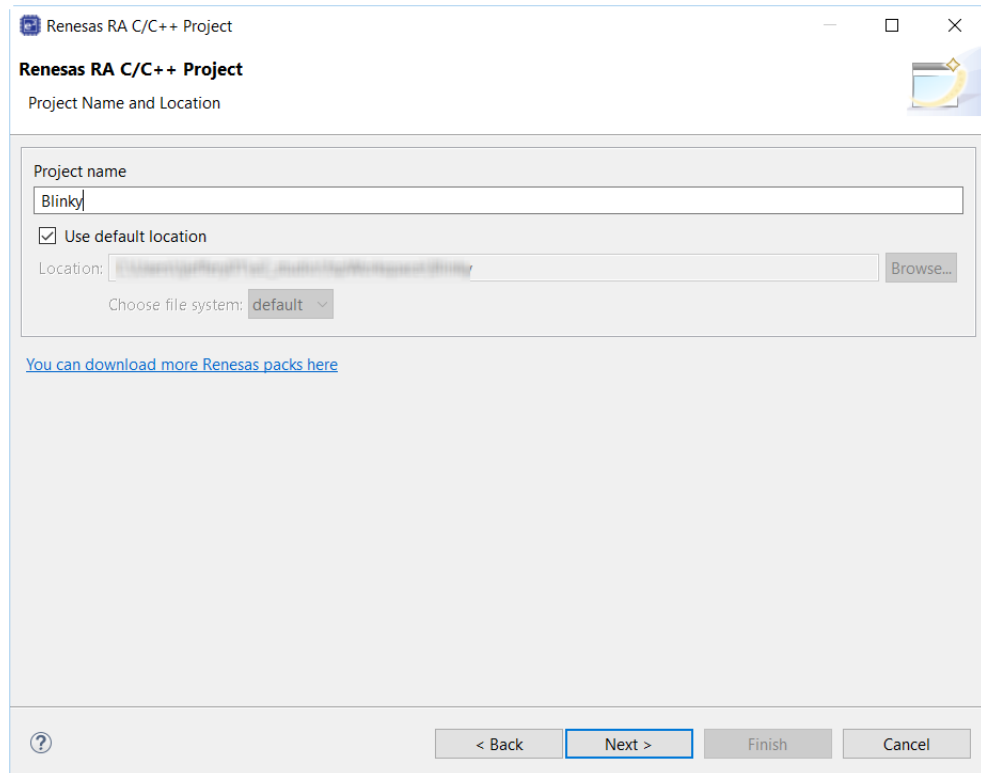 Renesas RA C/C++ Project
Renesas RA C/C++ Project
Project Name and Location
Project name
Blinky
Use default location
Location: Browse...
Choose file system: default
You can download more Renesas packs here
? < Back Next > Finish Cancel